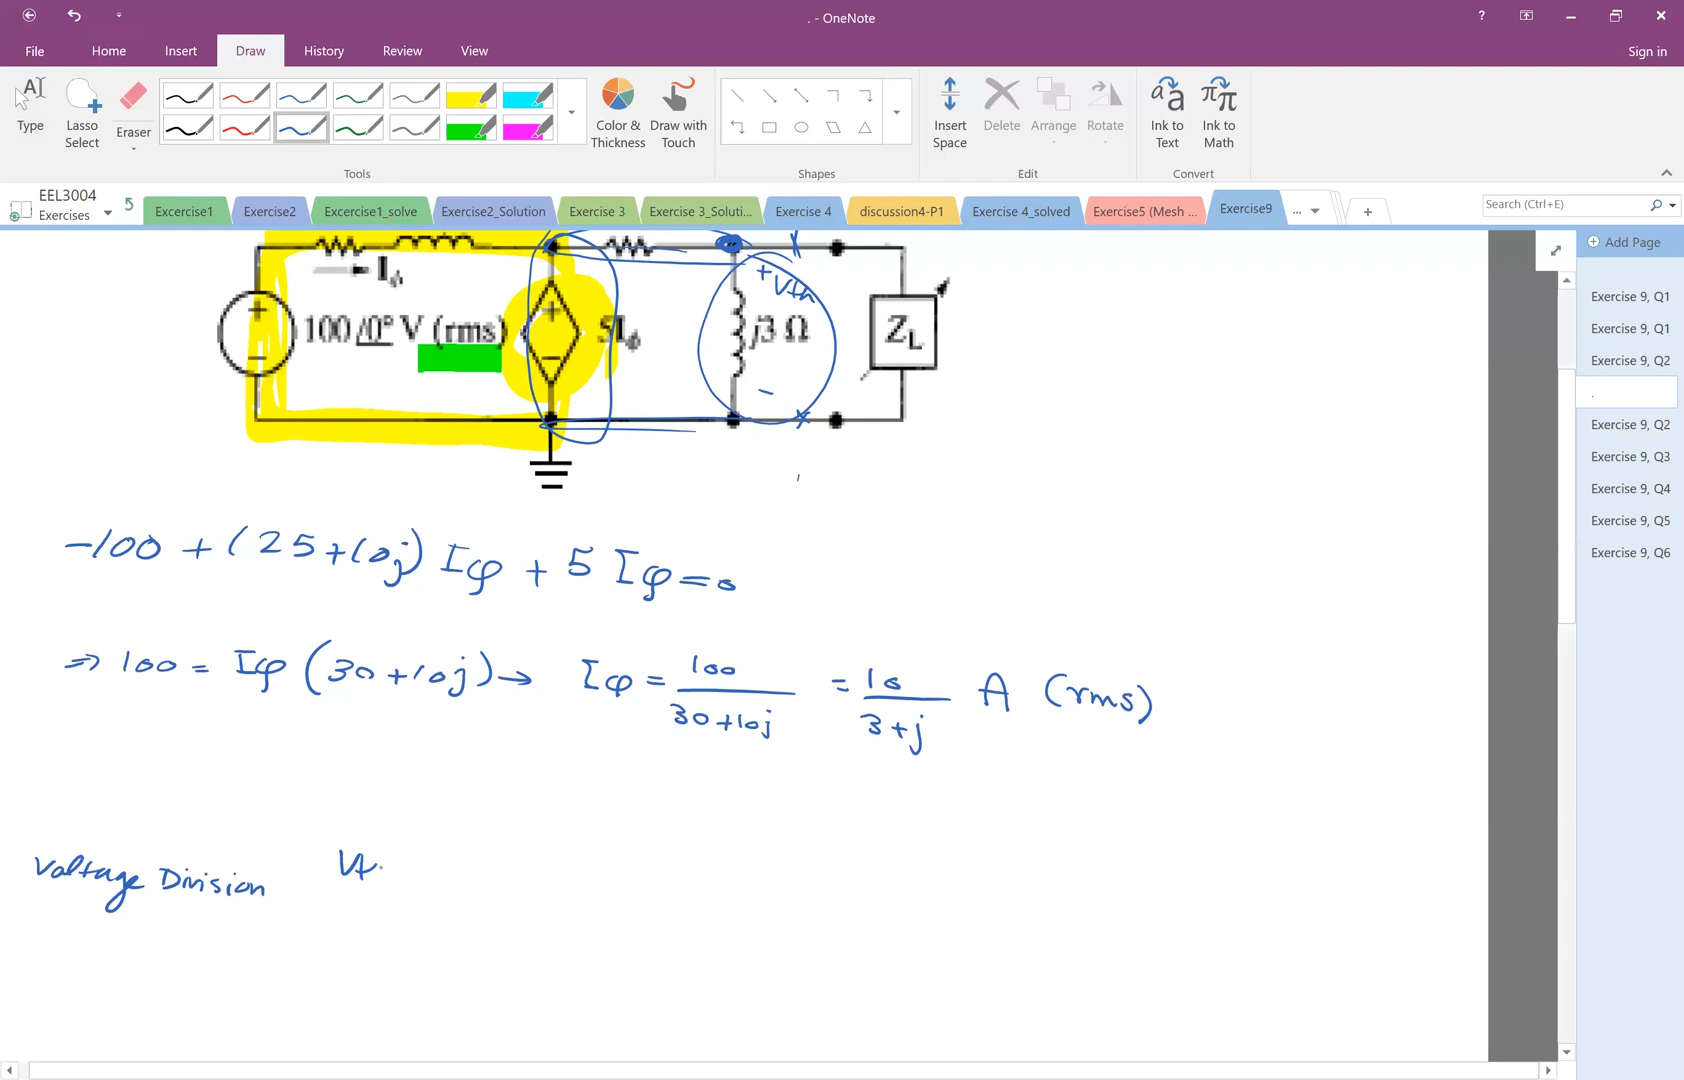 . - OneNote
?
File Home Insert Draw History Review View Sign in
Type
Lasso Select
Eraser
Color & Thickness
Draw with Touch
Insert Space
Delete
Arrange
Rotate
Ink to Text
Ink to Math
Tools Shapes Edit Convert
EEL3004 Exercises
Excercise1 Exercise2 Excercise1_solve Exercise2_Solution Exercise 3 Exercise 3_Soluti... Exercise 4 discussion4-P1 Exercise 4_solved Exercise5 (Mesh ... Exercise9 ...
Search (Ctrl+E)
Add Page
Exercise 9, Q1
Exercise 9, Q1
Exercise 9, Q2
.
Exercise 9, Q2
Exercise 9, Q3
Exercise 9, Q4
Exercise 9, Q5
Exercise 9, Q6
Iϕ
+ Vth -
100 /0° V (rms) + - 5Iϕ j3 Ω ZL
-100 + (25+10j) Iφ + 5 Iφ = 0
⇒ 100 = Iφ (30+10j) → Iφ = 100/30+10j = 10/3+j A (rms)
Voltage Division Vt